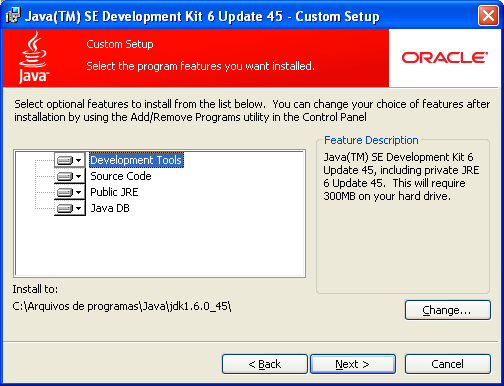 Java(TM) SE Development Kit 6 Update 45 - Custom Setup
Java™
Custom Setup
Select the program features you want installed.
ORACLE®
Select optional features to install from the list below. You can change your choice of features after
installation by using the Add/Remove Programs utility in the Control Panel
Development Tools
Source Code
Public JRE
Java DB
Feature Description
Java(TM) SE Development Kit 6
Update 45, including private JRE
6 Update 45. This will require
300MB on your hard drive.
Install to:
C:\Arquivos de programas\Java\jdk1.6.0_45\
Change...
< Back
Next >
Cancel